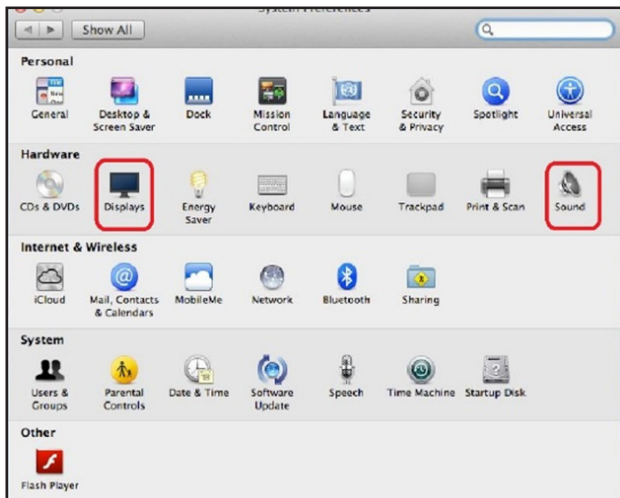 System Preferences
Show All
Personal
General
Desktop &
Screen Saver
Dock
Mission
Control
Language
& Text
Security
& Privacy
Spotlight
Universal
Access
Hardware
CDs & DVDs
Displays
Energy
Saver
Keyboard
Mouse
Trackpad
Print & Scan
Sound
Internet & Wireless
iCloud
Mail, Contacts
& Calendars
MobileMe
Network
Bluetooth
Sharing
System
Users &
Groups
Parental
Controls
Date & Time
Software
Update
Speech
Time Machine
Startup Disk
Other
Flash Player